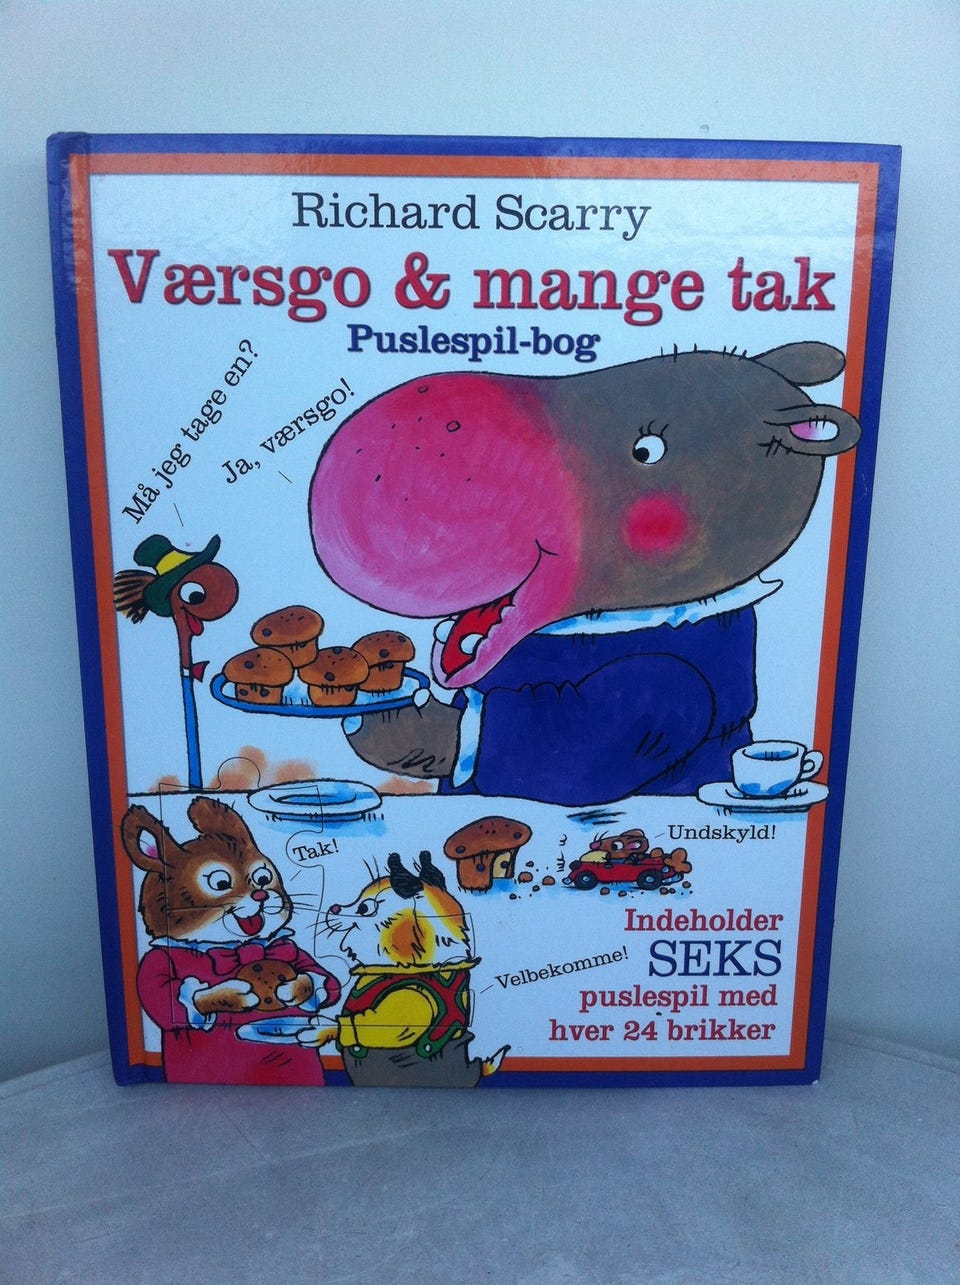 Richard Scarry
Værsgo & mange tak
Puslespil-bog
Må jeg tage en?
Ja, værsgo!
Tak!
Undskyld!
Velbekomme!
Indeholder
SEKS
puslespil med
hver 24 brikker